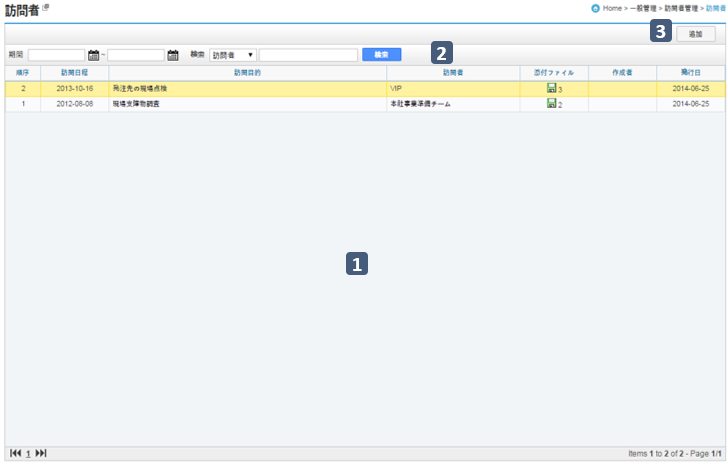 訪問者
Home > 一般管理 > 訪問者管理 > 訪問者
3
追加
期間 ~ 検索 訪問者 検索
2
順序 訪問日程 訪問目的 訪問者 添付ファイル 作成者 発行日
2 2013-10-16 発注先の現場点検 VIP 3 2014-06-25
1 2012-08-08 現場支障物調査 本社事業準備チーム 2 2014-06-25
1
1 Items 1 to 2 of 2 - Page 1/1